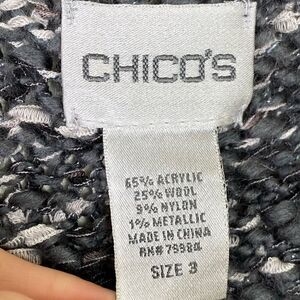 CHICO'S
65% ACRYLIC
25% WOOL
9% NYLON
1% METALLIC
MADE IN CHINA
RN# 79984
SIZE 3